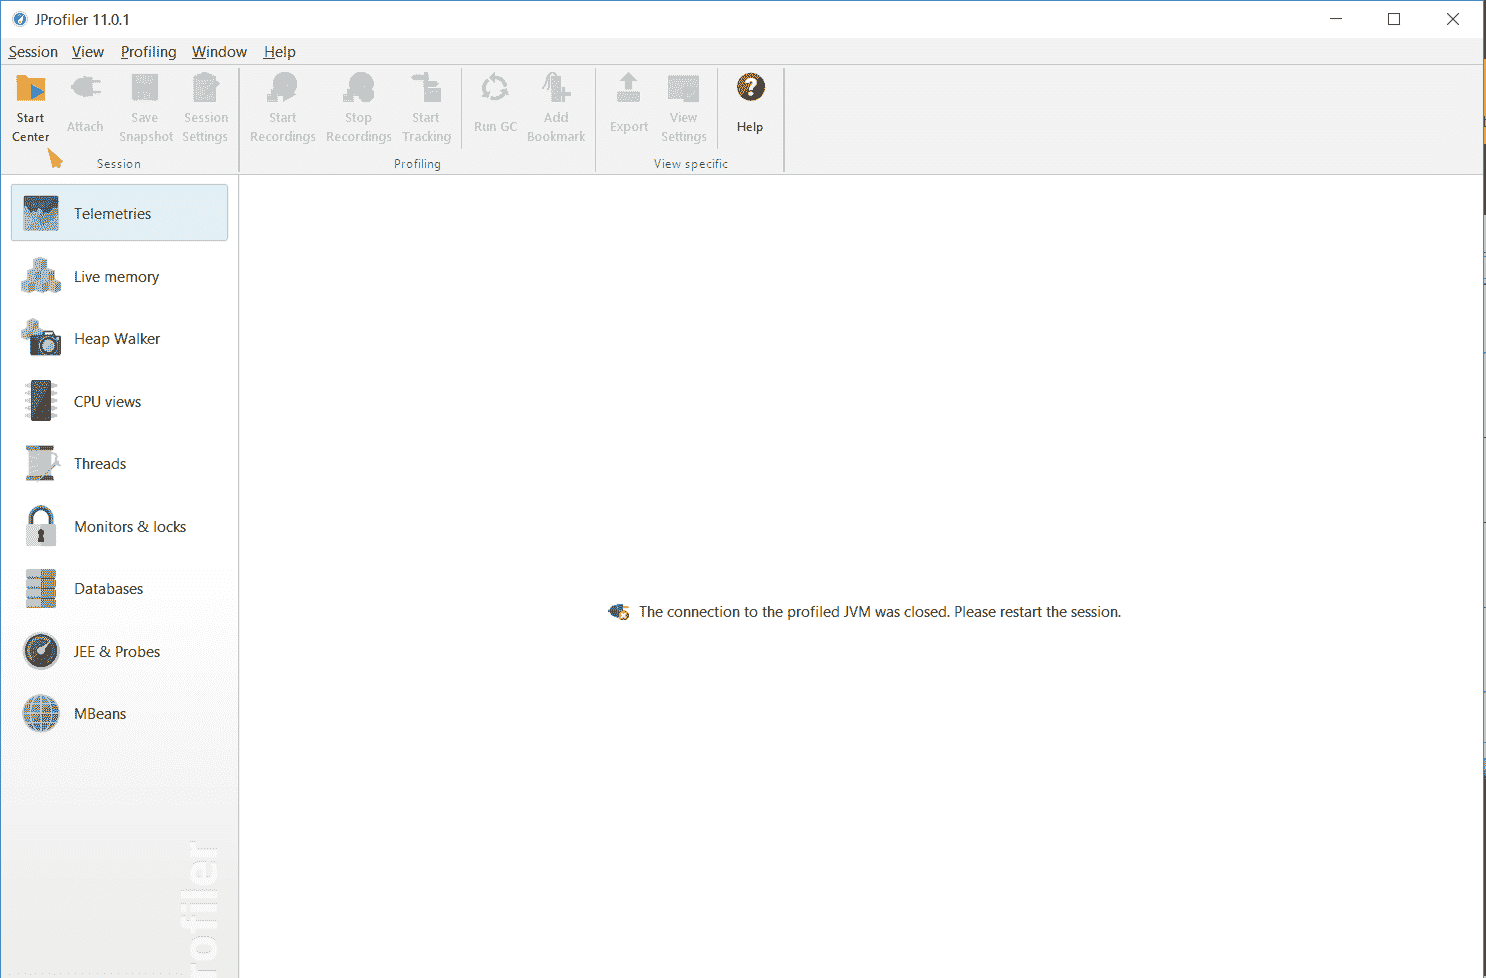 JProfiler 11.0.1
Session View Profiling Window Help
Start Center
Attach
Save Snapshot
Session Settings
Start Recordings
Stop Recordings
Start Tracking
Run GC
Add Bookmark
Export
View Settings
Help
Session
Profiling
View specific
Telemetries
Live memory
Heap Walker
CPU views
Threads
Monitors & locks
Databases
JEE & Probes
MBeans
The connection to the profiled JVM was closed. Please restart the session.
rofiler